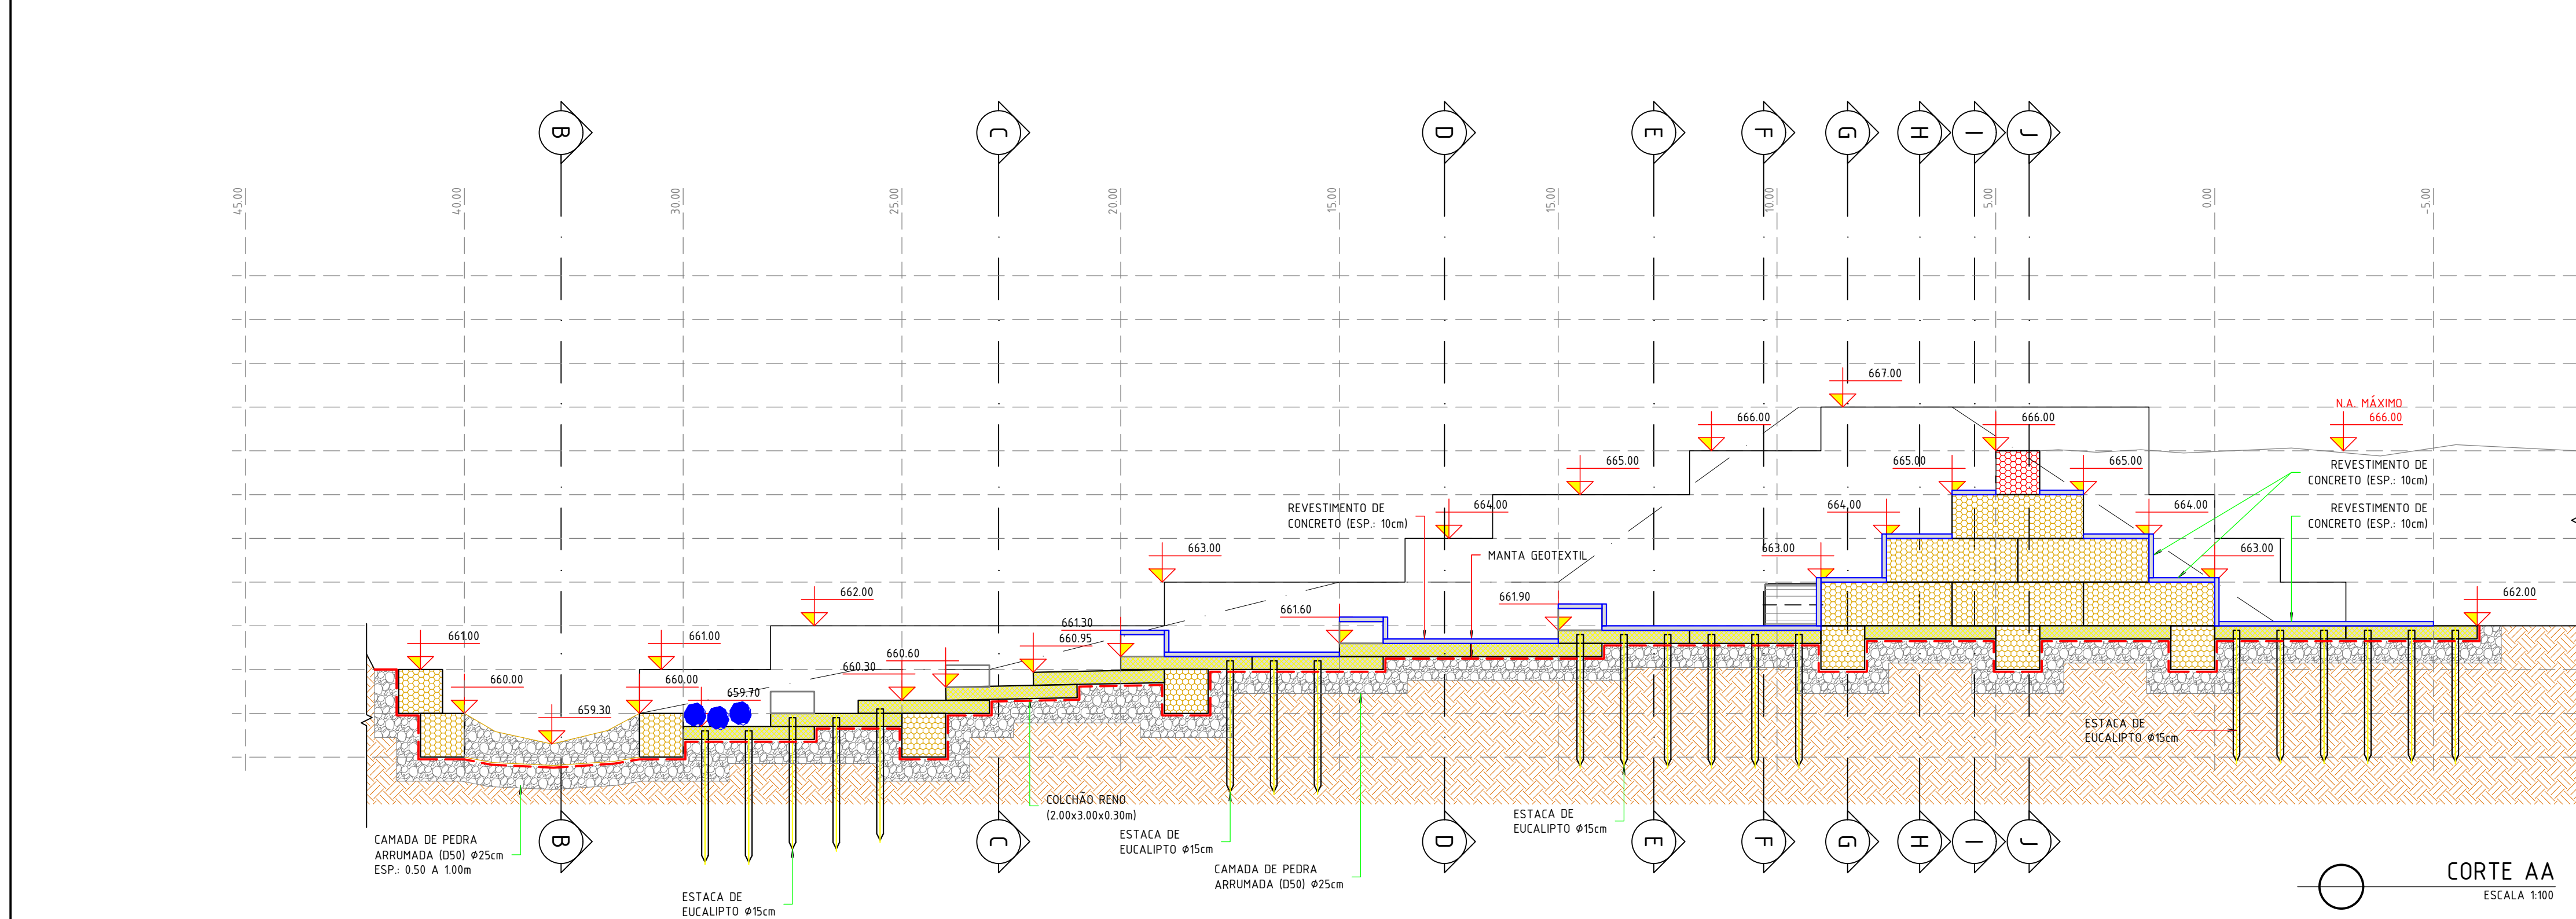 B
C
D
E
F
G
H
I
J
45.00
40.00
30.00
25.00
20.00
15.00
15.00
10.00
5.00
0.00
-5.00
667.00
N.A. MÁXIMO
666.00
666.00
666.00
665.00
665.00
665.00
REVESTIMENTO DE
CONCRETO (ESP.: 10cm)
REVESTIMENTO DE
CONCRETO (ESP.: 10cm)
664.00
664.00
664.00
REVESTIMENTO DE
CONCRETO (ESP.: 10cm)
663.00
MANTA GEOTEXTIL
663.00
663.00
662.00
661.90
662.00
661.60
661.30
660.95
661.00
661.00
660.60
660.30
660.00
660.00
659.70
659.30
ESTACA DE
EUCALIPTO Ø15cm
COLCHÃO RENO
(2.00x3.00x0.30m)
ESTACA DE
EUCALIPTO Ø15cm
ESTACA DE
EUCALIPTO Ø15cm
CAMADA DE PEDRA
ARRUMADA (D50) Ø25cm
ESP.: 0.50 A 1.00m
CAMADA DE PEDRA
ARRUMADA (D50) Ø25cm
ESTACA DE
EUCALIPTO Ø15cm
B
C
D
E
F
G
H
I
J
CORTE AA
ESCALA 1:100